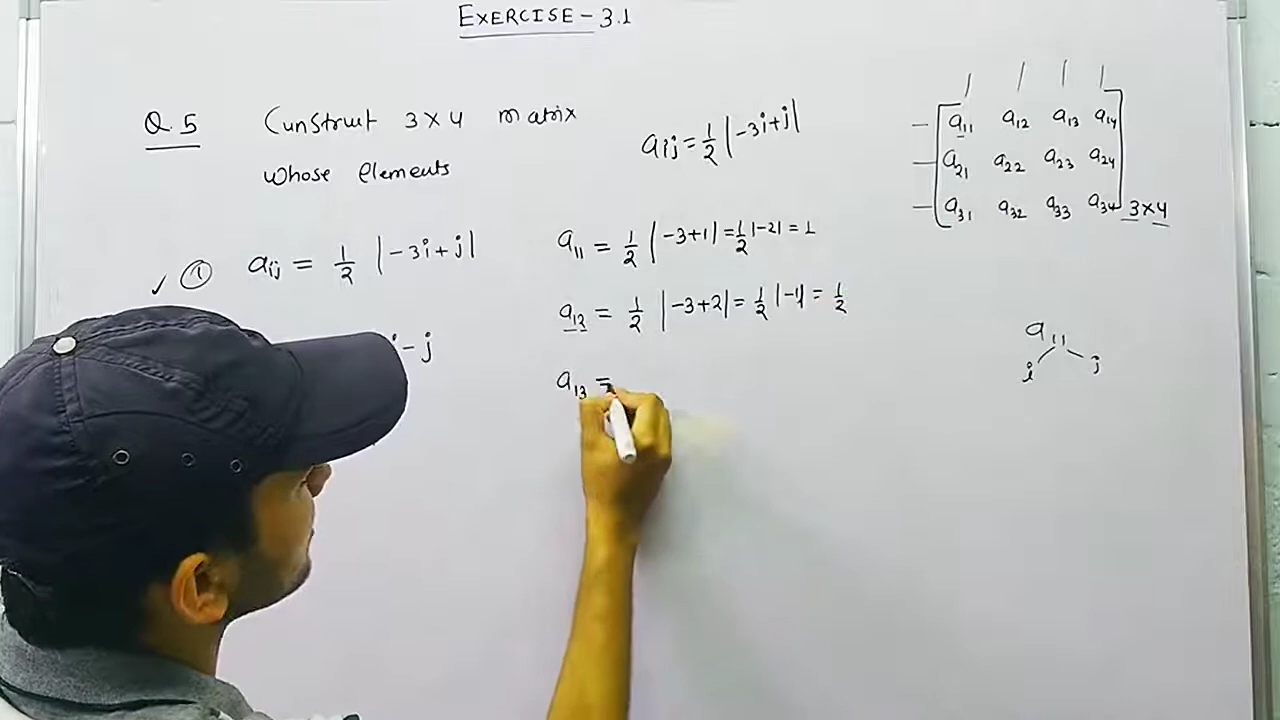 EXERCISE - 3.1
Q.5 Cunstruct 3×4 matrix
whose elements
✓ ① aij = 1/2 |-3i+j|
i-j
aij = 1/2 |-3i+j|
a11 = 1/2 |-3+1| = 1/2 |-2| = 1
a12 = 1/2 |-3+2| = 1/2 |-1| = 1/2
a13 =
a11 a12 a13 a14
a21 a22 a23 a24
a31 a32 a33 a34 3×4
a11
i j